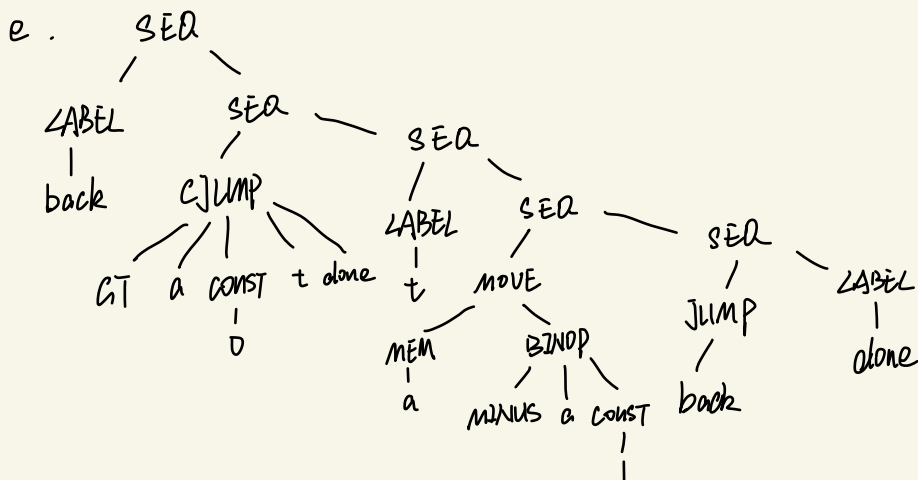 e. SEQ
LABEL SEQ SEQ
back CJUMP LABEL SEQ SEQ
GT a CONST t done t MOVE JUMP LABEL
0 MEM BINOP back done
a MINUS a CONST
1